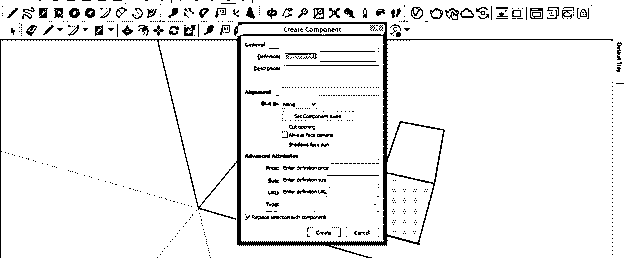 Create Component
General
Definition:
Description:
Alignment
Glue to: None
Set Component Axes
Cut opening
Always face camera
Shadows face sun
Advanced Attributes
Price: Enter definition price
Size: Enter definition size
URL: Enter definition URL
Type:
Replace selection with component
Create Cancel
Default Tray